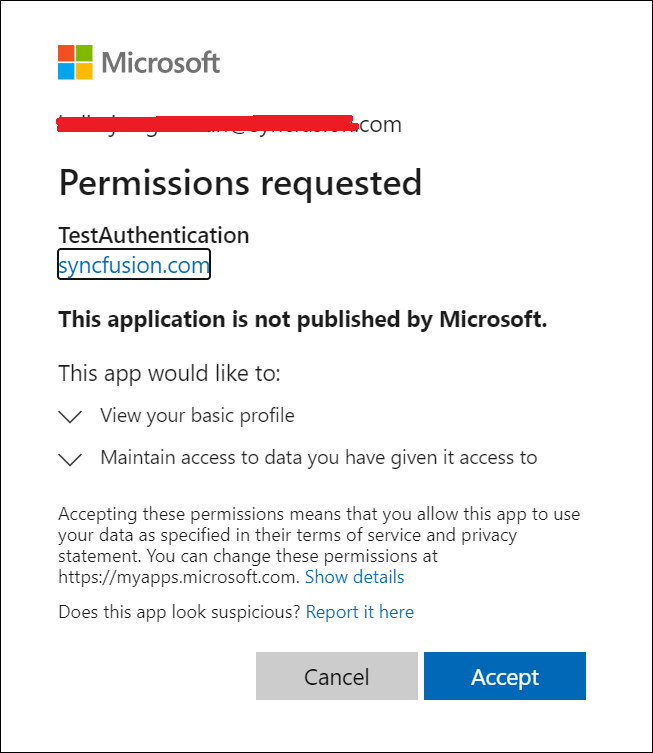 Microsoft
.com
Permissions requested
TestAuthentication
syncfusion.com
This application is not published by Microsoft.
This app would like to:
View your basic profile
Maintain access to data you have given it access to
Accepting these permissions means that you allow this app to use
your data as specified in their terms of service and privacy
statement. You can change these permissions at
https://myapps.microsoft.com. Show details
Does this app look suspicious? Report it here
Cancel
Accept